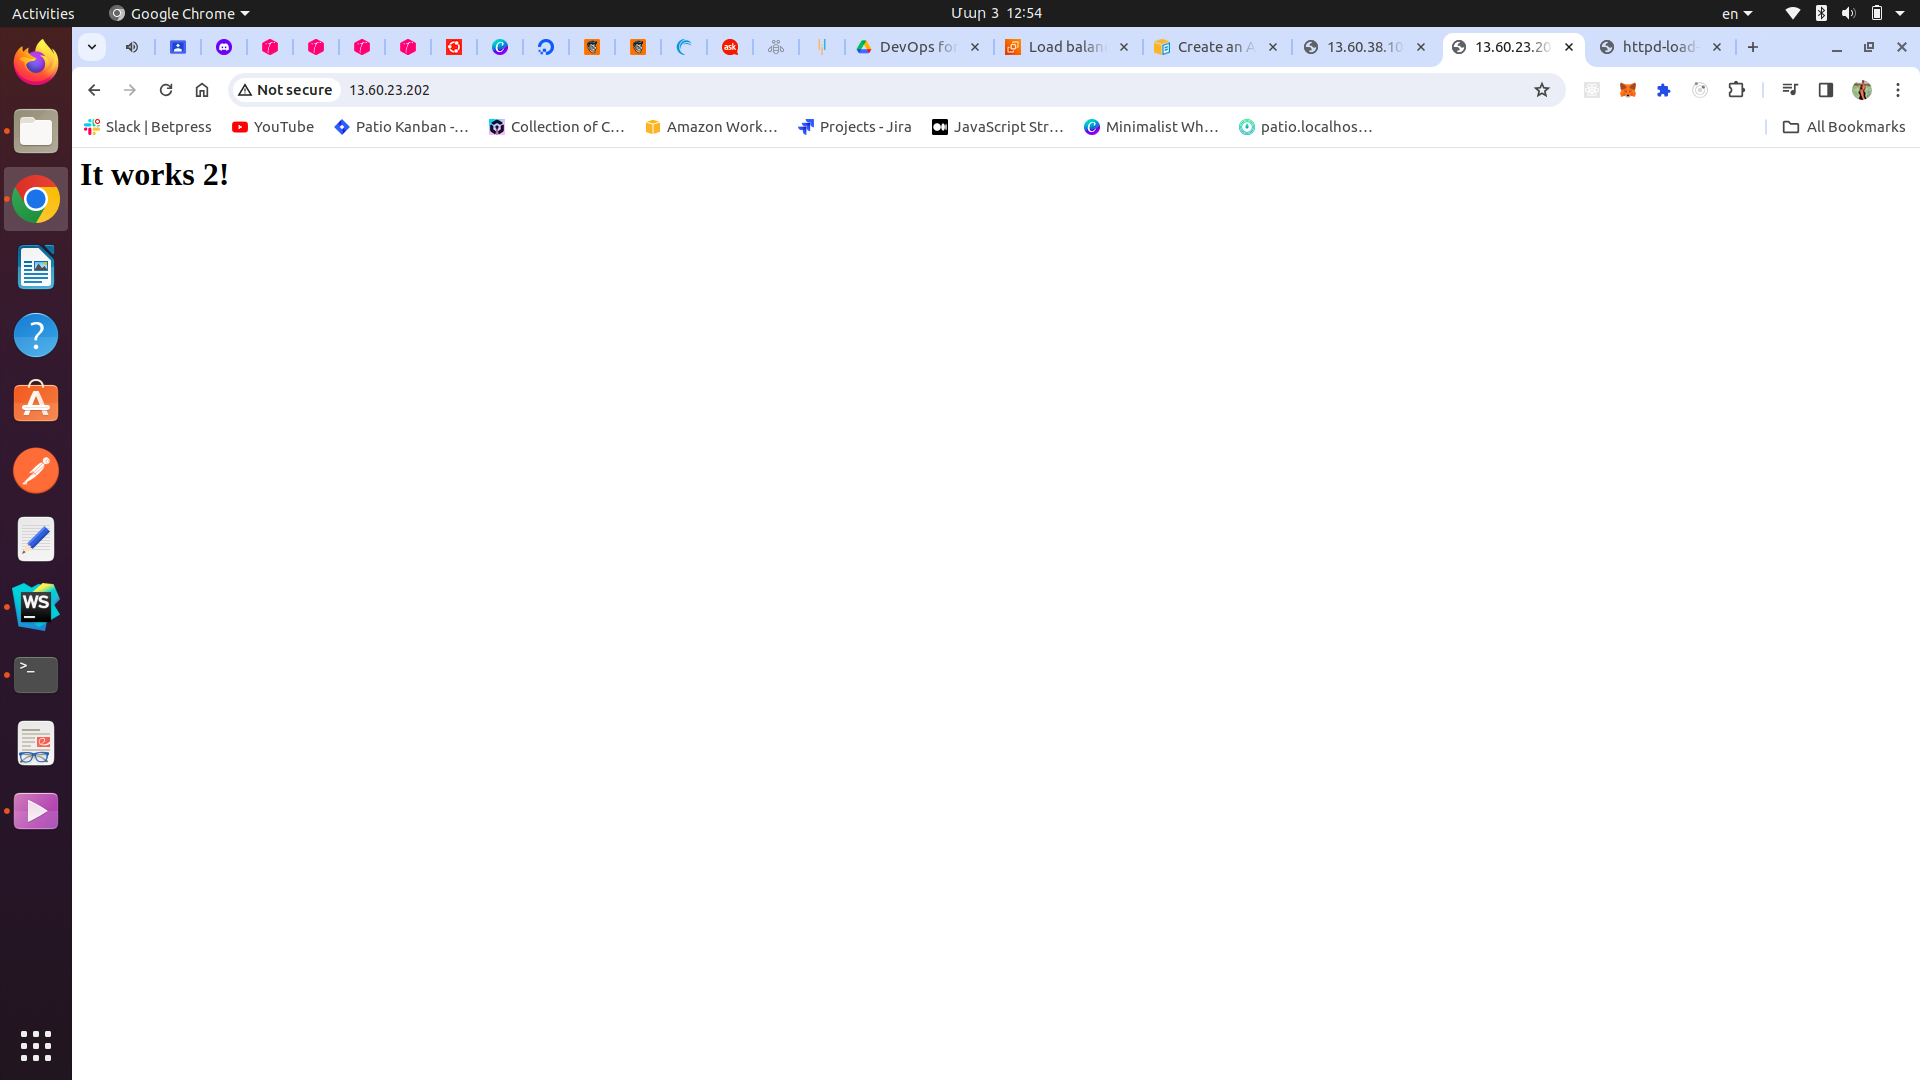 Activities
Google Chrome
Մար 3 12:54
en
DevOps for
Load balan
Create an A
13.60.38.10
13.60.23.20
httpd-load-
Not secure
13.60.23.202
Slack | Betpress
YouTube
Patio Kanban -…
Collection of C…
Amazon Work…
Projects - Jira
JavaScript Str…
Minimalist Wh…
patio.localhos…
All Bookmarks
It works 2!
ask
WS
>_